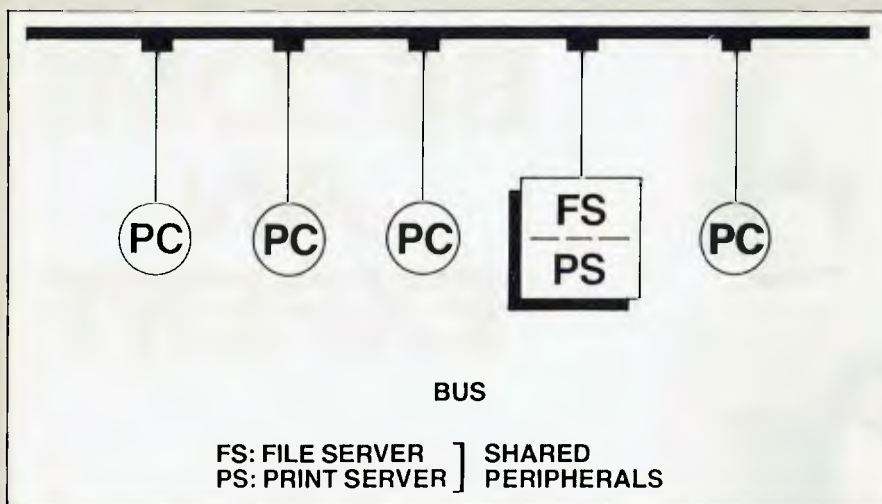 PC PC PC FS PC
PS
BUS
FS: FILE SERVER ] SHARED
PS: PRINT SERVER ] PERIPHERALS